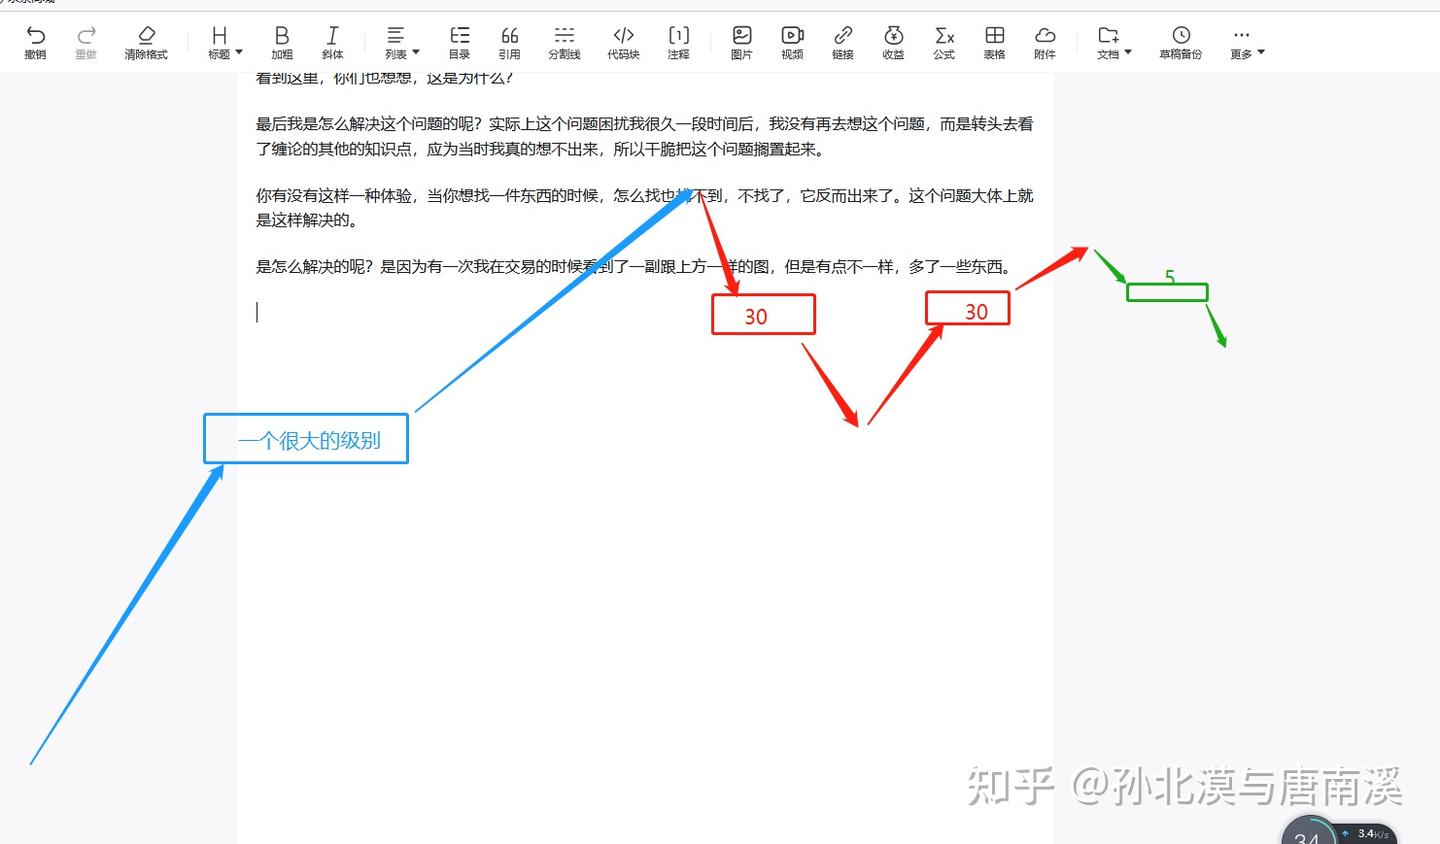 撤销
重做
清除格式
标题
加粗
斜体
列表
目录
引用
分割线
代码块
注释
图片
视频
链接
收益
公式
表格
附件
文档
草稿备份
更多
看到这里，你们也想想，这是为什么？
最后我是怎么解决这个问题的呢？实际上这个问题困扰我很久一段时间后，我没有再去想这个问题，而是转头去看
了缠论的其他的知识点，应为当时我真的想不出来，所以干脆把这个问题搁置起来。
你有没有这样一种体验，当你想找一件东西的时候，怎么找也找不到，不找了，它反而出来了。这个问题大体上就
是这样解决的。
是怎么解决的呢？是因为有一次我在交易的时候看到了一副跟上方一样的图，但是有点不一样，多了一些东西。
5
30
30
一个很大的级别
知乎 @孙北漠与唐南溪
34
3.4K/s